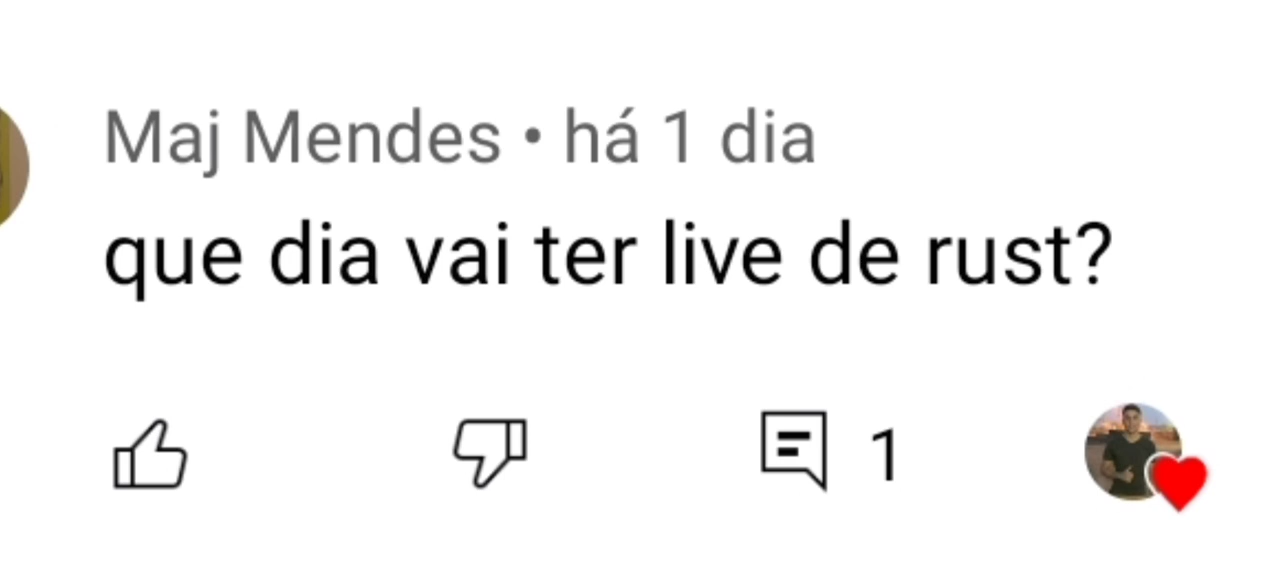 Maj Mendes • há 1 dia
que dia vai ter live de rust?
1